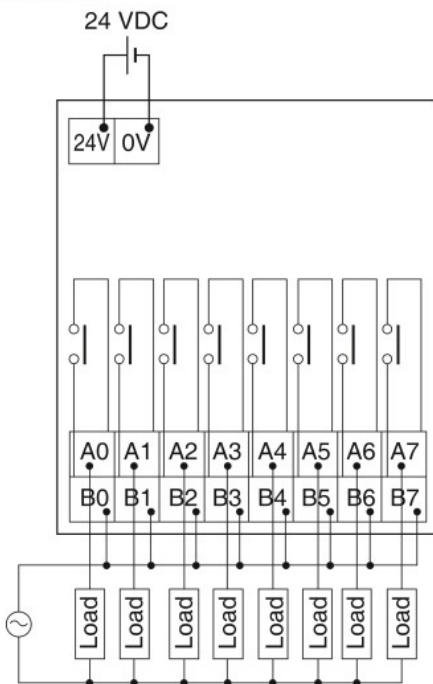 24 VDC
24V 0V
A0 A1 A2 A3 A4 A5 A6 A7
B0 B1 B2 B3 B4 B5 B6 B7
Load Load Load Load Load Load Load Load